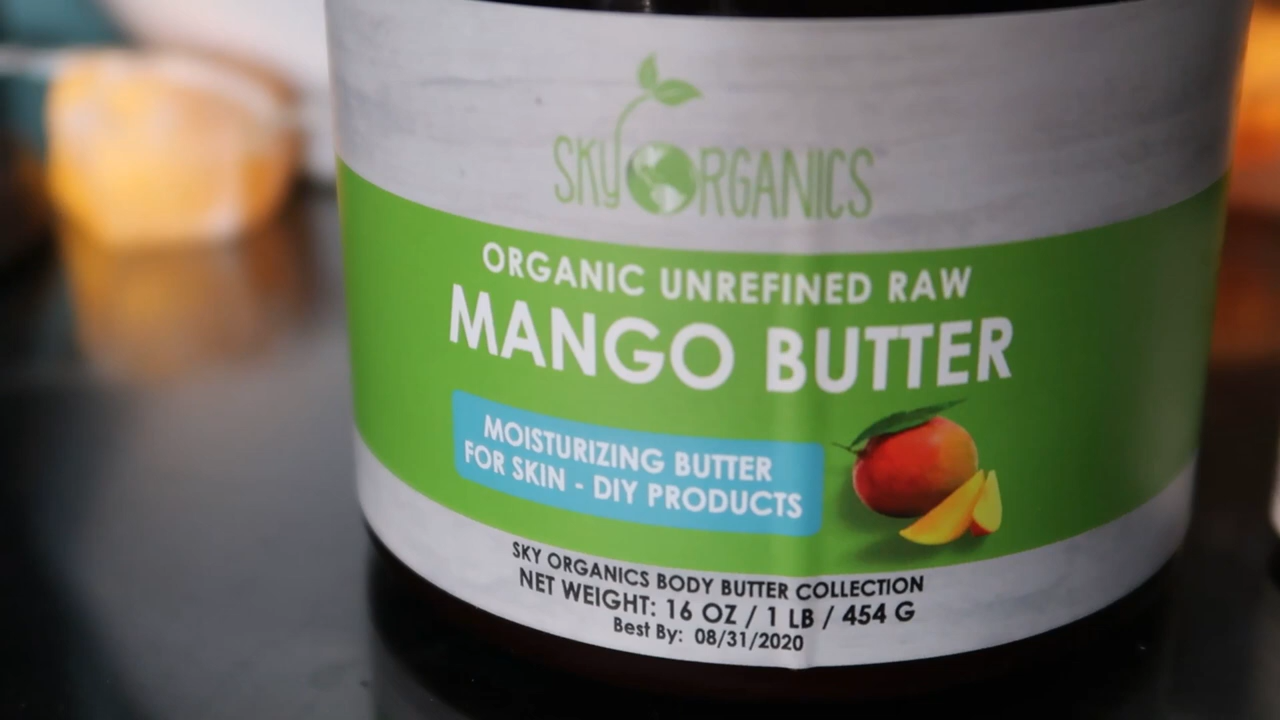 SKY ORGANICS
ORGANIC UNREFINED RAW
MANGO BUTTER
MOISTURIZING BUTTER
FOR SKIN - DIY PRODUCTS
SKY ORGANICS BODY BUTTER COLLECTION
NET WEIGHT: 16 OZ / 1 LB / 454 G
Best By: 08/31/2020